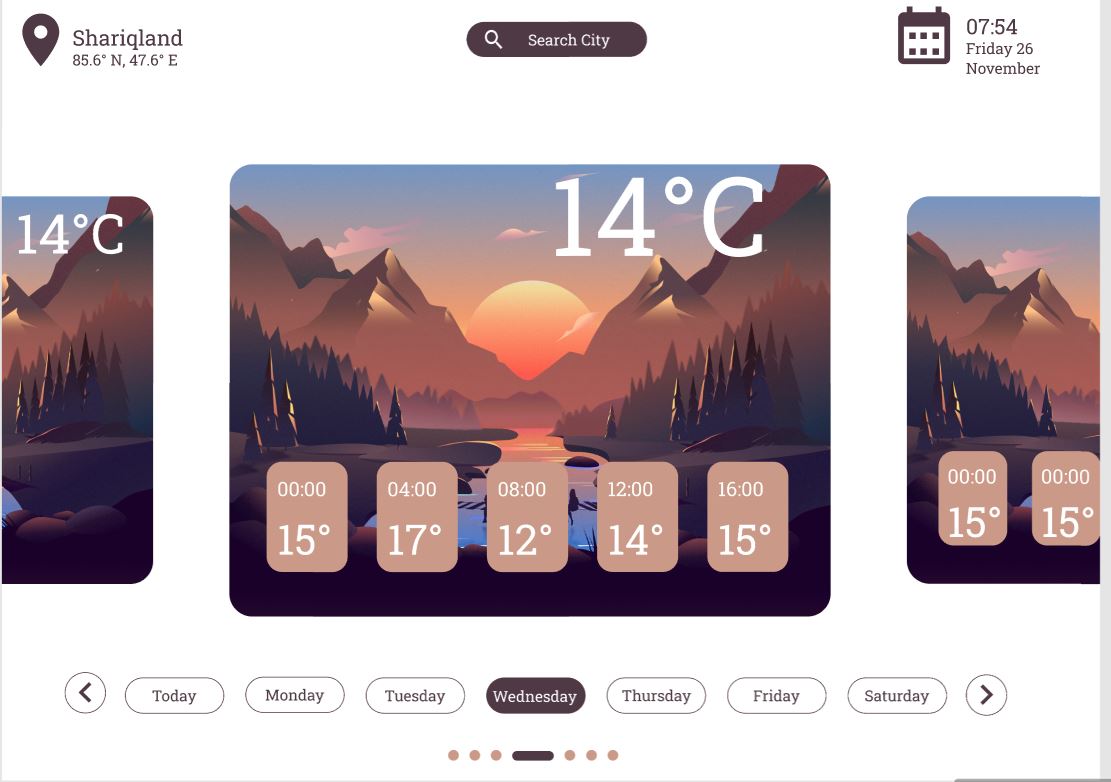 Shariqland
85.6° N, 47.6° E
Search City
07:54
Friday 26
November
14°C
14°C
00:00
15°
04:00
17°
08:00
12°
12:00
14°
16:00
15°
00:00
15°
00:00
15°
Today
Monday
Tuesday
Wednesday
Thursday
Friday
Saturday